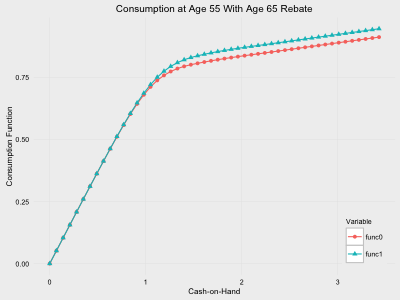 Consumption at Age 55 With Age 65 Rebate
Consumption Function
0.75
0.50
0.25
0.00
0
1
2
3
Cash-on-Hand
Variable
func0
func1